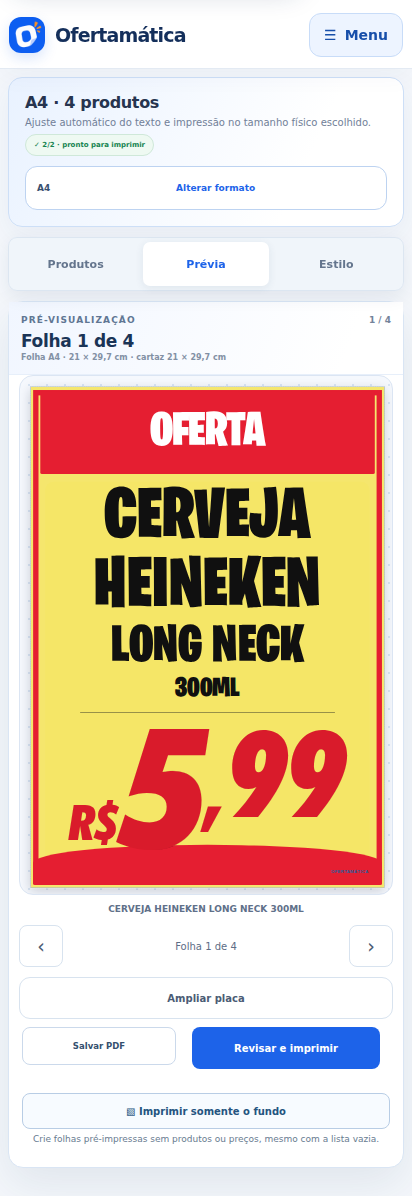 Ofertamática
☰ Menu
A4 · 4 produtos
Ajuste automático do texto e impressão no tamanho físico escolhido.
✓ 2/2 · pronto para imprimir
A4 Alterar formato
Produtos Prévia Estilo
PRÉ-VISUALIZAÇÃO 1 / 4
Folha 1 de 4
Folha A4 · 21 × 29,7 cm · cartaz 21 × 29,7 cm
OFERTA
CERVEJA
HEINEKEN
LONG NECK
300ML
R$5,99
CERVEJA HEINEKEN LONG NECK 300ML
‹ Folha 1 de 4 ›
Ampliar placa
Salvar PDF Revisar e imprimir
▧ Imprimir somente o fundo
Crie folhas pré-impressas sem produtos ou preços, mesmo com a lista vazia.